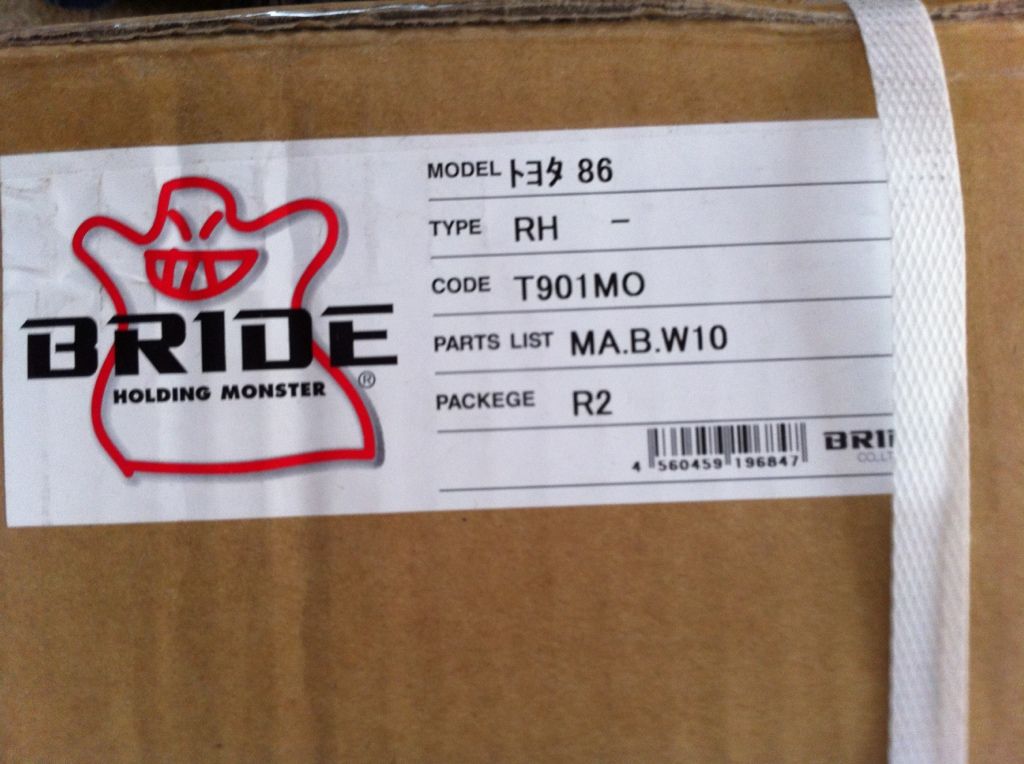 BRIDE
HOLDING MONSTER
®
MODEL トヨタ 86
TYPE RH -
CODE T901MO
PARTS LIST MA.B.W10
PACKEGE R2
4 560459 196847